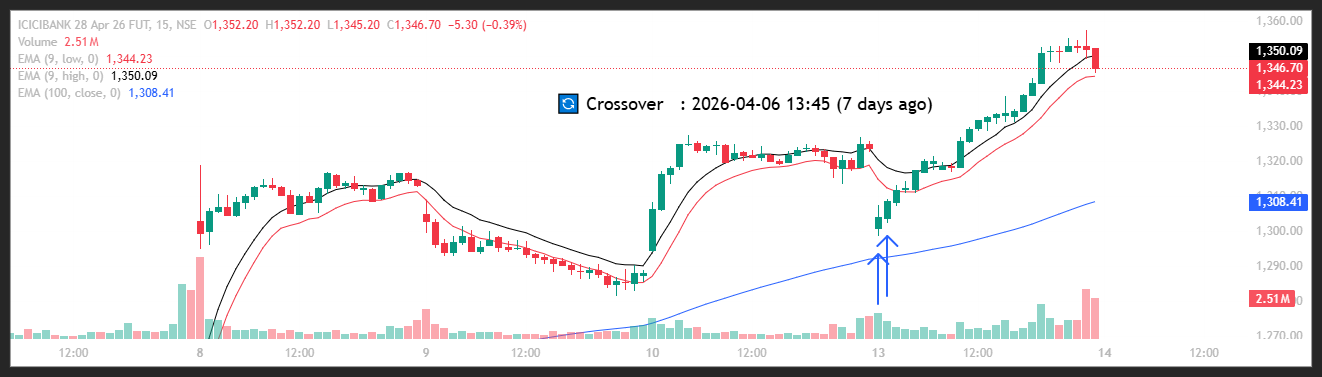 ICICIBANK 28 Apr 26 FUT, 15, NSE O1,352.20 H1,352.20 L1,345.20 C1,346.70 −5.30 (−0.39%)
Volume 2.51M
EMA (9, low, 0) 1,344.23
EMA (9, high, 0) 1,350.09
EMA (100, close, 0) 1,308.41
Crossover : 2026-04-06 13:45 (7 days ago)
1,360.00
1,350.09
1,346.70
1,344.23
1,330.00
1,320.00
1,308.41
1,300.00
1,290.00
2.51M
1,270.00
12:00 8 12:00 9 12:00 10 12:00 13 12:00 14 12:00